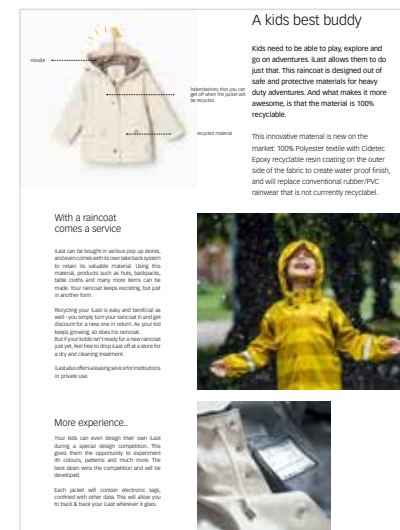 A kids best buddy
Kids need to be able to play, explore and
go on adventures. iLast allows them to do
just that. This raincoat is designed out of
safe and protective materials for heavy
duty adventures. And what makes it more
awesome, is that the material is 100%
recyclable.
This innovative material is new on the
market: 100% Polyester textile with Cidetec
Epoxy recyclable resin coating on the outer
side of the fabric to create water proof finish,
and will replace conventional rubber/PVC
rainwear that is not currrently recyclabel.
Hoodie
haberdashery that you can
get off when the jacket will
be recycled
recycled material
With a raincoat
comes a service
iLast can be bought in various pop up stores,
and even comes with its own take back system
to retain its valuable material. Using this
material, products such as huts, backpacks,
table cloths and many more items can be
made. Your raincoat keeps excisting, but just
in another form.
Recycling your iLast is easy and benificial as
well - you simply turn your raincoat in and get
discount for a new one in return. As your kid
keeps growing, so does his raincoat.
But if your kiddo isn't ready for a new raincoat
just yet, feel free to drop iLast off at a store for
a dry and cleaning treatment.
iLast also offers a leasing service for institutions
or private use.
More experience..
Your kids can even design their own iLast
during a special design competition. This
gives them the opportunity to experiment
ith colours, patterns and much more. The
best desin wins the competition and will be
developed.
Each jacket will contain electronic tags,
confined with other data. This will allow you
to track & trace your iLast wherever it goes.